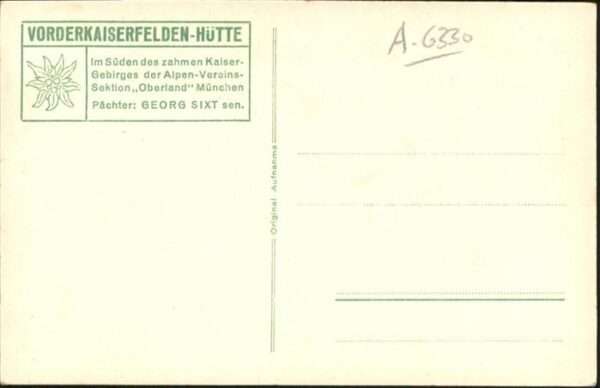 VORDERKAISERFELDEN-HÜTTE
Im Süden des zahmen Kaiser-
Gebirges der Alpen-Vereins-
Sektion „Oberland" München
Pächter: GEORG SIXT sen.
A-6330
Original Aufnahme